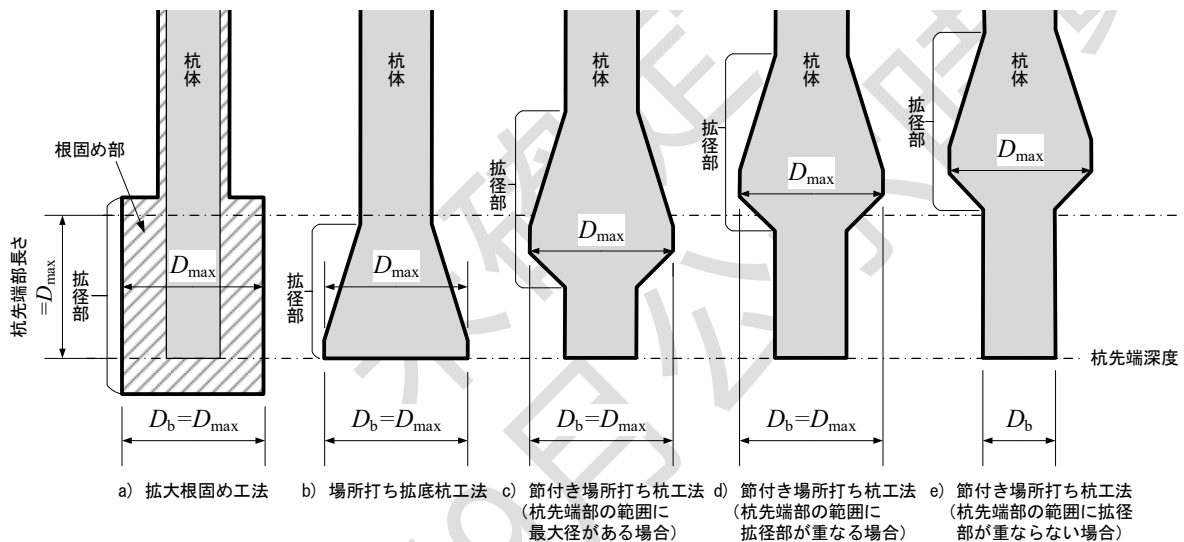 杭体
杭体
杭体
杭体
杭体
根固め部
拡径部
拡径部
拡径部
拡径部
拡径部
杭先端部長さ
=Dmax
Dmax
Dmax
Dmax
Dmax
Dmax
杭先端深度
Db=Dmax
Db=Dmax
Db=Dmax
Db=Dmax
Db
a) 拡大根固め工法
b) 場所打ち拡底杭工法
c) 節付き場所打ち杭工法
(杭先端部の範囲に
最大径がある場合)
d) 節付き場所打ち杭工法
(杭先端部の範囲に
拡径部が重なる場合)
e) 節付き場所打ち杭工法
(杭先端部の範囲に拡径
部が重ならない場合)
未確定